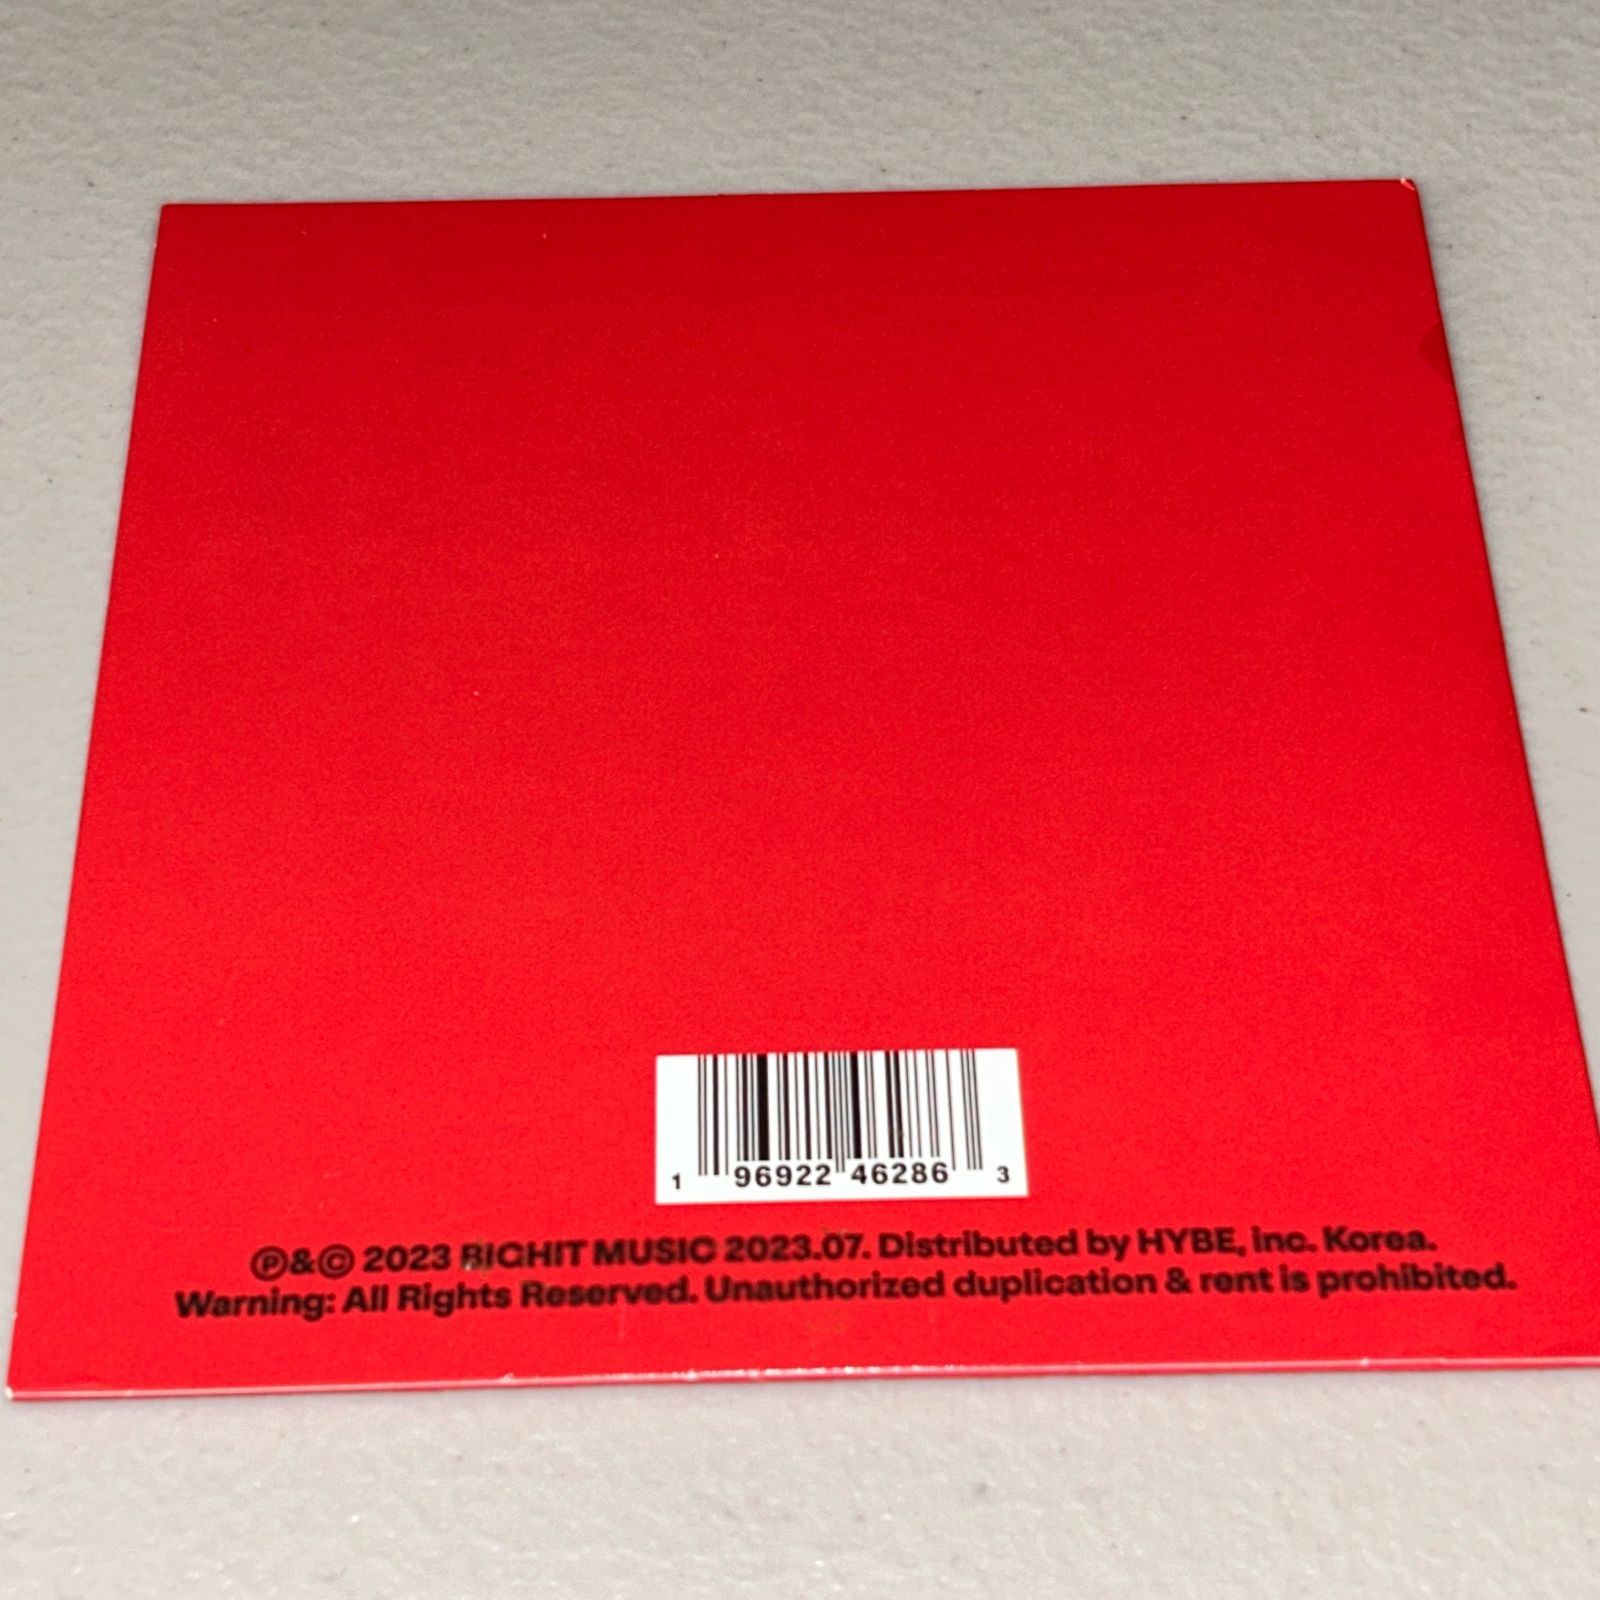 1 96922 46286 3
Ⓟ&© 2023 BIGHIT MUSIC 2023.07. Distributed by HYBE, inc. Korea.
Warning: All Rights Reserved. Unauthorized duplication & rent is prohibited.